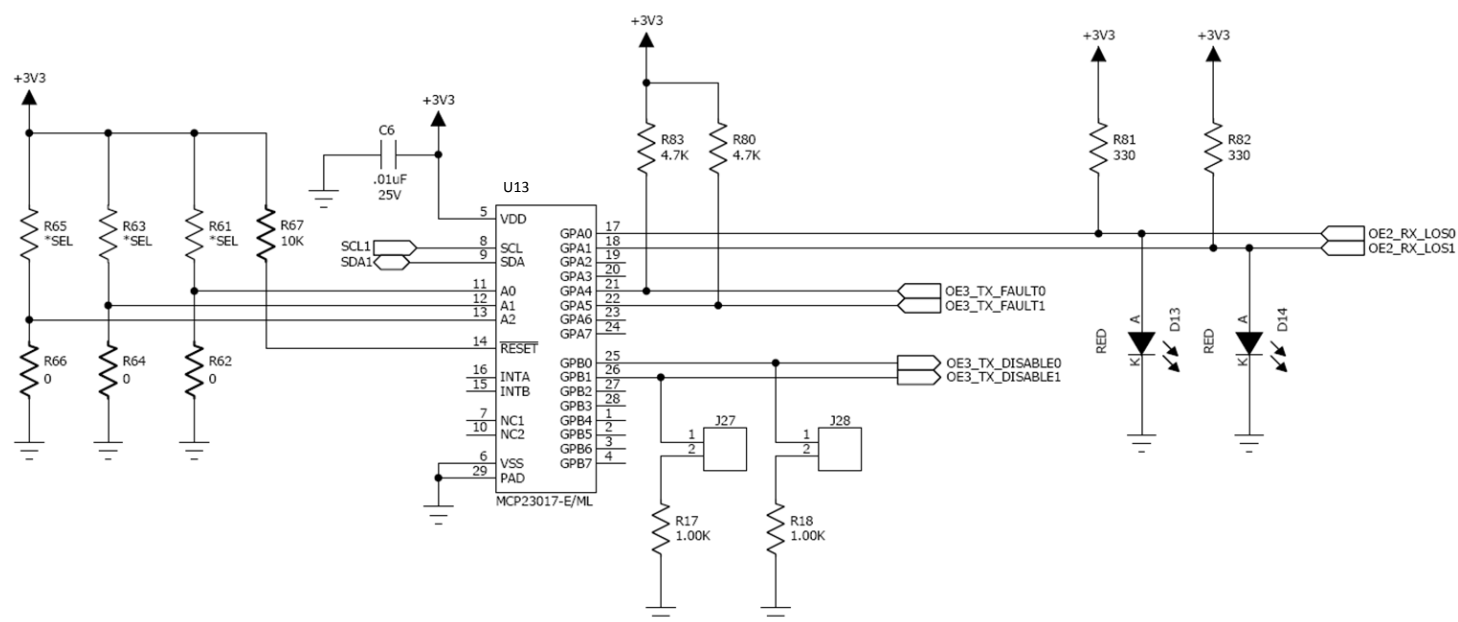 +3V3
R65
*SEL
R63
*SEL
R61
*SEL
R67
10K
R66
0
R64
0
R62
0
+3V3
C6
.01uF
25V
SCL1
SDA1
U13
5 VDD
8 SCL
9 SDA
11 A0
12 A1
13 A2
14 RESET
16 INTA
15 INTB
7 NC1
10 NC2
6 VSS
29 PAD
GPA0 17
GPA1 18
GPA2 19
GPA3 20
GPA4 21
GPA5 22
GPA6 23
GPA7 24
GPB0 25
GPB1 26
GPB2 27
GPB3 28
GPB4 1
GPB5 2
GPB6 3
GPB7 4
MCP23017-E/ML
+3V3
R83
4.7K
R80
4.7K
OE3_TX_FAULT0
OE3_TX_FAULT1
OE3_TX_DISABLE0
OE3_TX_DISABLE1
J27
1
2
J28
1
2
R17
1.00K
R18
1.00K
+3V3
R81
330
+3V3
R82
330
OE2_RX_LOS0
OE2_RX_LOS1
RED
A
K
D13
RED
A
K
D14